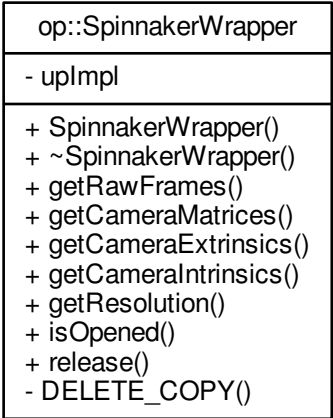 op::SpinnakerWrapper
- upImpl
+ SpinnakerWrapper()
+ ~SpinnakerWrapper()
+ getRawFrames()
+ getCameraMatrices()
+ getCameraExtrinsics()
+ getCameraIntrinsics()
+ getResolution()
+ isOpened()
+ release()
- DELETE_COPY()